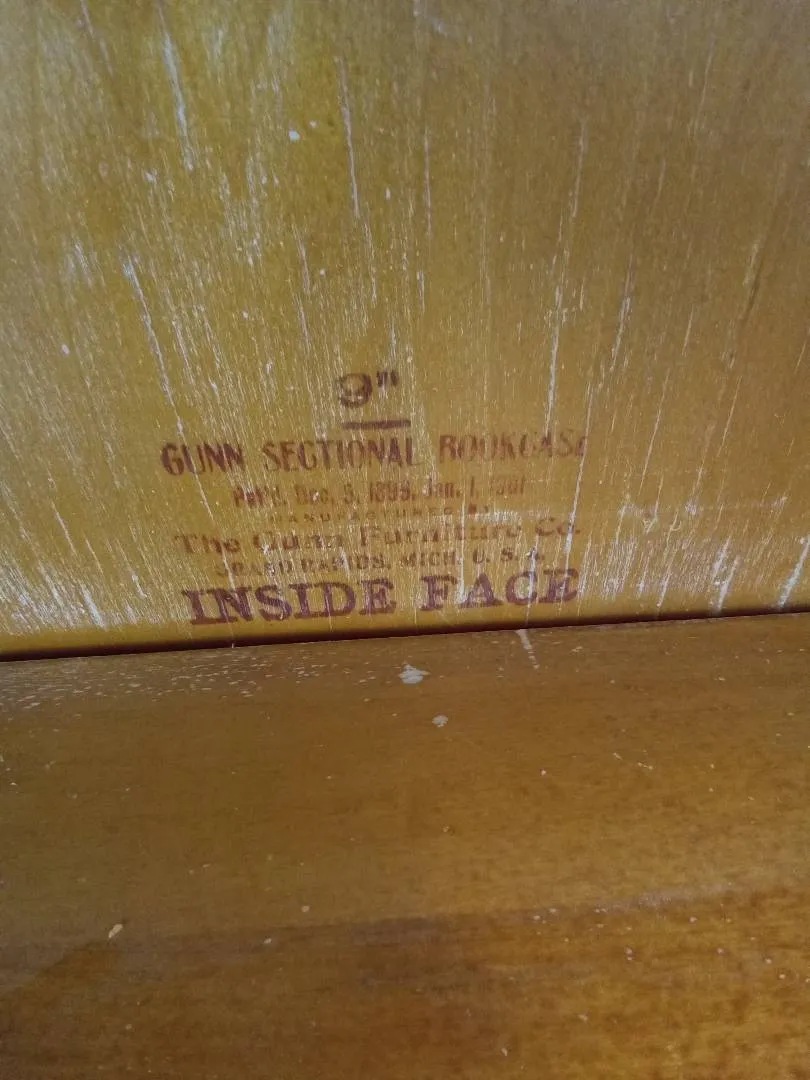 9"
GUNN SECTIONAL BOOKCASE
Pat'd. Dec. 5, 1899, Jan. 1, 1901
MANUFACTURED BY
The Gunn Furniture Co.
GRAND RAPIDS, MICH. U. S. A.
INSIDE FACE